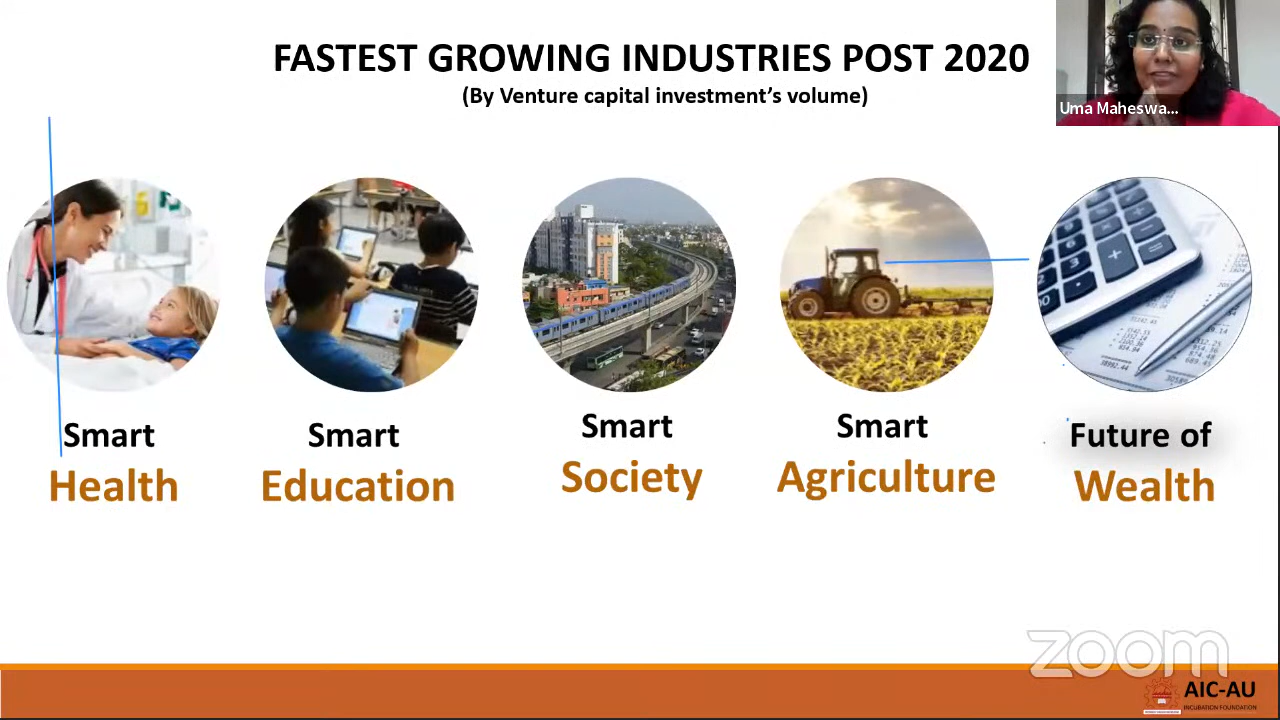 FASTEST GROWING INDUSTRIES POST 2020
(By Venture capital investment's volume)
Uma Maheswa...
Smart
Health
Smart
Education
Smart
Society
Smart
Agriculture
Future of
Wealth
zoom
AIC-AU
INCUBATION FOUNDATION